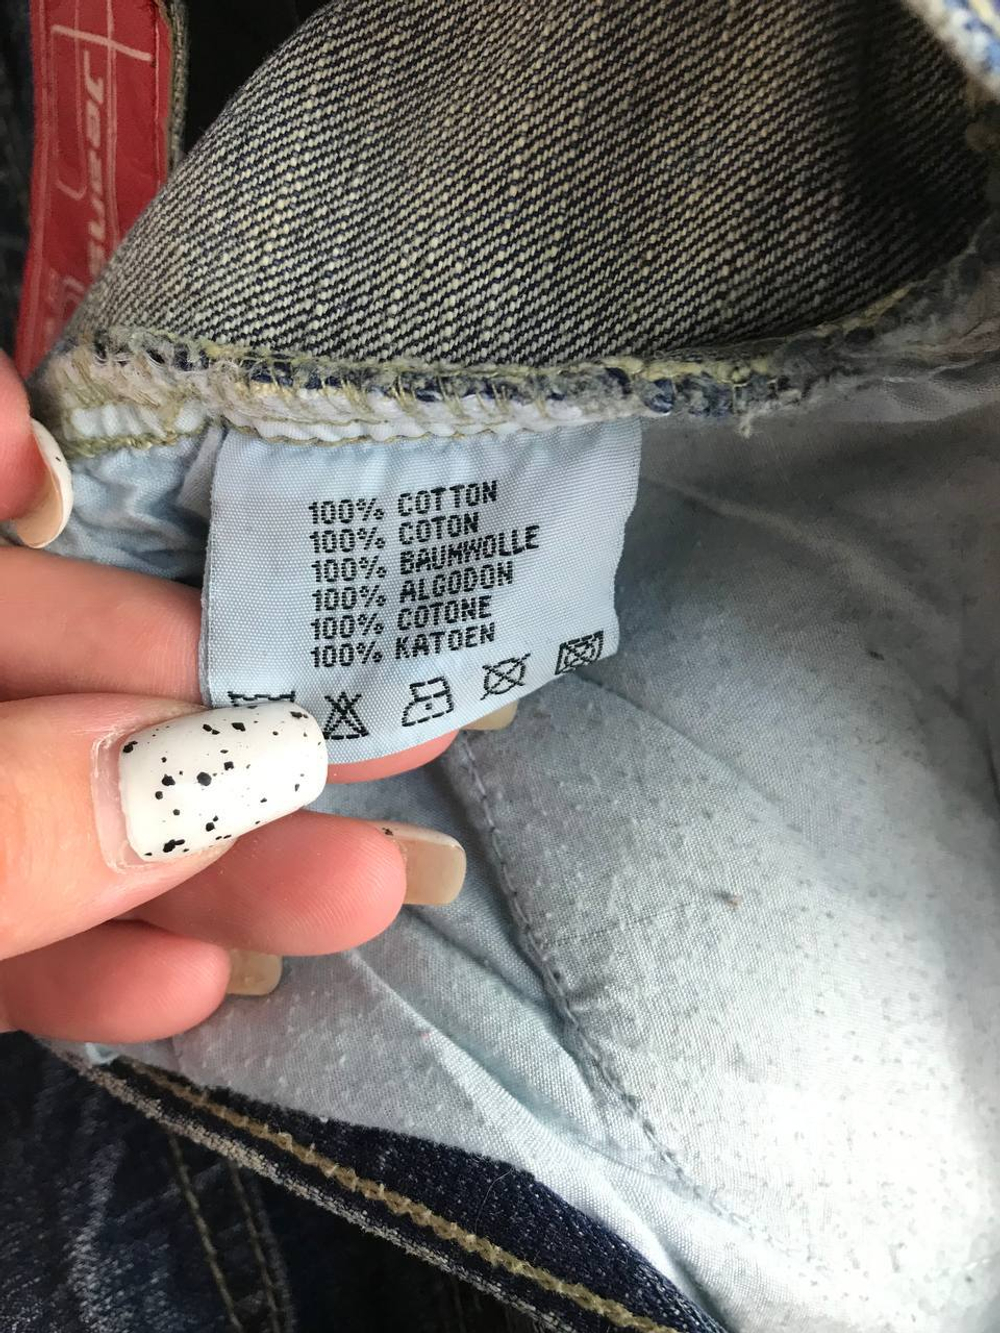 100% COTTON
100% COTON
100% BAUMWOLLE
100% ALGODON
100% COTONE
100% KATOEN